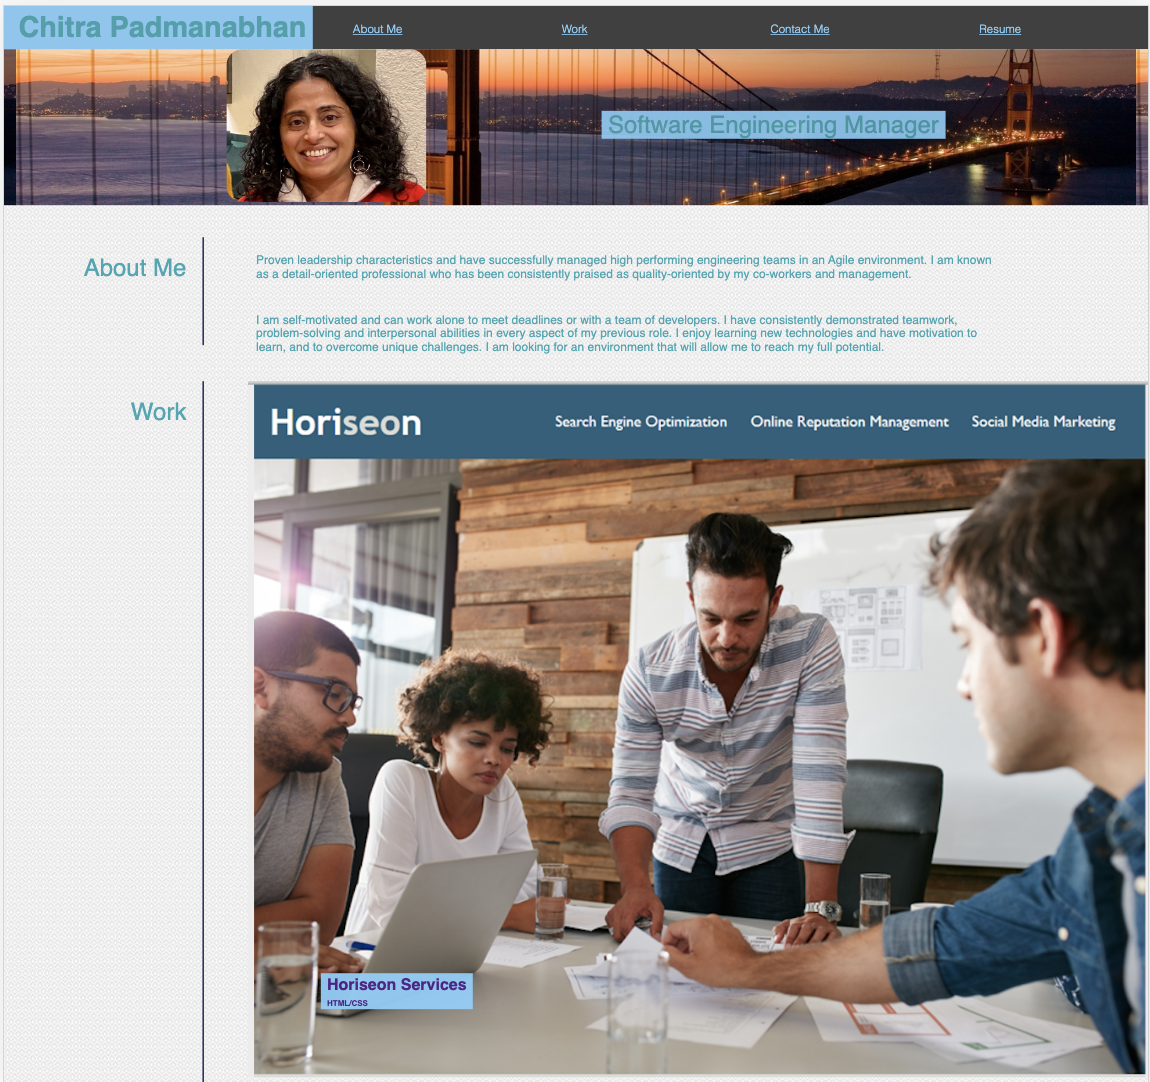 Chitra Padmanabhan
About Me
Work
Contact Me
Resume
Software Engineering Manager
About Me
Proven leadership characteristics and have successfully managed high performing engineering teams in an Agile environment. I am known
as a detail-oriented professional who has been consistently praised as quality-oriented by my co-workers and management.
I am self-motivated and can work alone to meet deadlines or with a team of developers. I have consistently demonstrated teamwork,
problem-solving and interpersonal abilities in every aspect of my previous role. I enjoy learning new technologies and have motivation to
learn, and to overcome unique challenges. I am looking for an environment that will allow me to reach my full potential.
Work
Horiseon
Search Engine Optimization
Online Reputation Management
Social Media Marketing
Horiseon Services
HTML/CSS